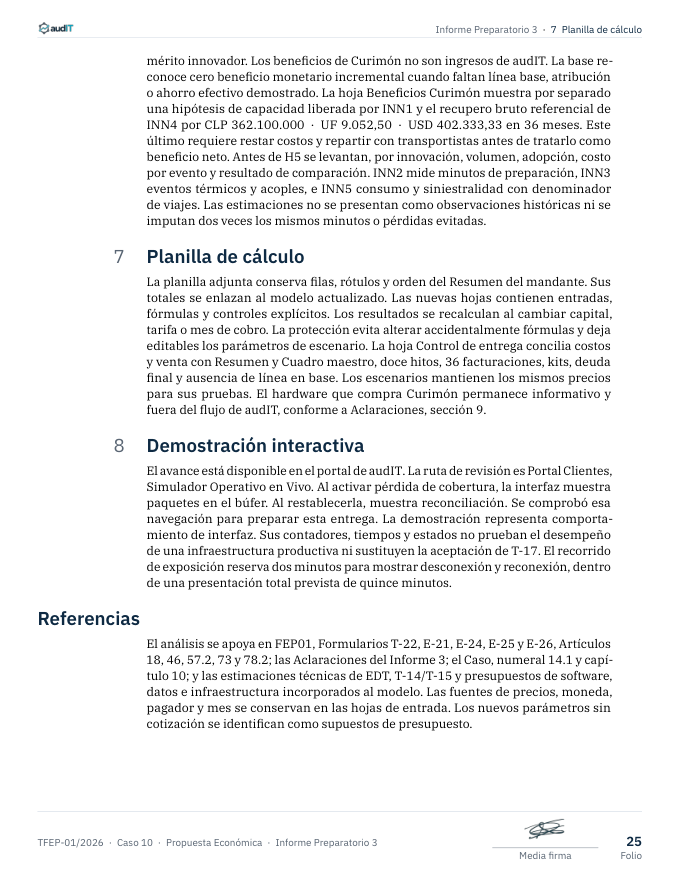 audIT
Informe Preparatorio 3 · 7 Planilla de cálculo
mérito innovador. Los beneficios de Curimón no son ingresos de audIT. La base re-
conoce cero beneficio monetario incremental cuando faltan línea base, atribución
o ahorro efectivo demostrado. La hoja Beneficios Curimón muestra por separado
una hipótesis de capacidad liberada por INN1 y el recupero bruto referencial de
INN4 por CLP 362.100.000 · UF 9.052,50 · USD 402.333,33 en 36 meses. Este
último requiere restar costos y repartir con transportistas antes de tratarlo como
beneficio neto. Antes de H5 se levantan, por innovación, volumen, adopción, costo
por evento y resultado de comparación. INN2 mide minutos de preparación, INN3
eventos térmicos y acoples, e INN5 consumo y siniestralidad con denominador
de viajes. Las estimaciones no se presentan como observaciones históricas ni se
imputan dos veces los mismos minutos o pérdidas evitadas.
7 Planilla de cálculo
La planilla adjunta conserva filas, rótulos y orden del Resumen del mandante. Sus
totales se enlazan al modelo actualizado. Las nuevas hojas contienen entradas,
fórmulas y controles explícitos. Los resultados se recalculan al cambiar capital,
tarifa o mes de cobro. La protección evita alterar accidentalmente fórmulas y deja
editables los parámetros de escenario. La hoja Control de entrega concilia costos
y venta con Resumen y Cuadro maestro, doce hitos, 36 facturaciones, kits, deuda
final y ausencia de línea en base. Los escenarios mantienen los mismos precios
para sus pruebas. El hardware que compra Curimón permanece informativo y
fuera del flujo de audIT, conforme a Aclaraciones, sección 9.
8 Demostración interactiva
El avance está disponible en el portal de audIT. La ruta de revisión es Portal Clientes,
Simulador Operativo en Vivo. Al activar pérdida de cobertura, la interfaz muestra
paquetes en el búfer. Al restablecerla, muestra reconciliación. Se comprobó esa
navegación para preparar esta entrega. La demostración representa comporta-
miento de interfaz. Sus contadores, tiempos y estados no prueban el desempeño
de una infraestructura productiva ni sustituyen la aceptación de T-17. El recorrido
de exposición reserva dos minutos para mostrar desconexión y reconexión, dentro
de una presentación total prevista de quince minutos.
Referencias
El análisis se apoya en FEP01, Formularios T-22, E-21, E-24, E-25 y E-26, Artículos
18, 46, 57.2, 73 y 78.2; las Aclaraciones del Informe 3; el Caso, numeral 14.1 y capí-
tulo 10; y las estimaciones técnicas de EDT, T-14/T-15 y presupuestos de software,
datos e infraestructura incorporados al modelo. Las fuentes de precios, moneda,
pagador y mes se conservan en las hojas de entrada. Los nuevos parámetros sin
cotización se identifican como supuestos de presupuesto.
TFEP-01/2026 · Caso 10 · Propuesta Económica · Informe Preparatorio 3
Media firma
25
Folio